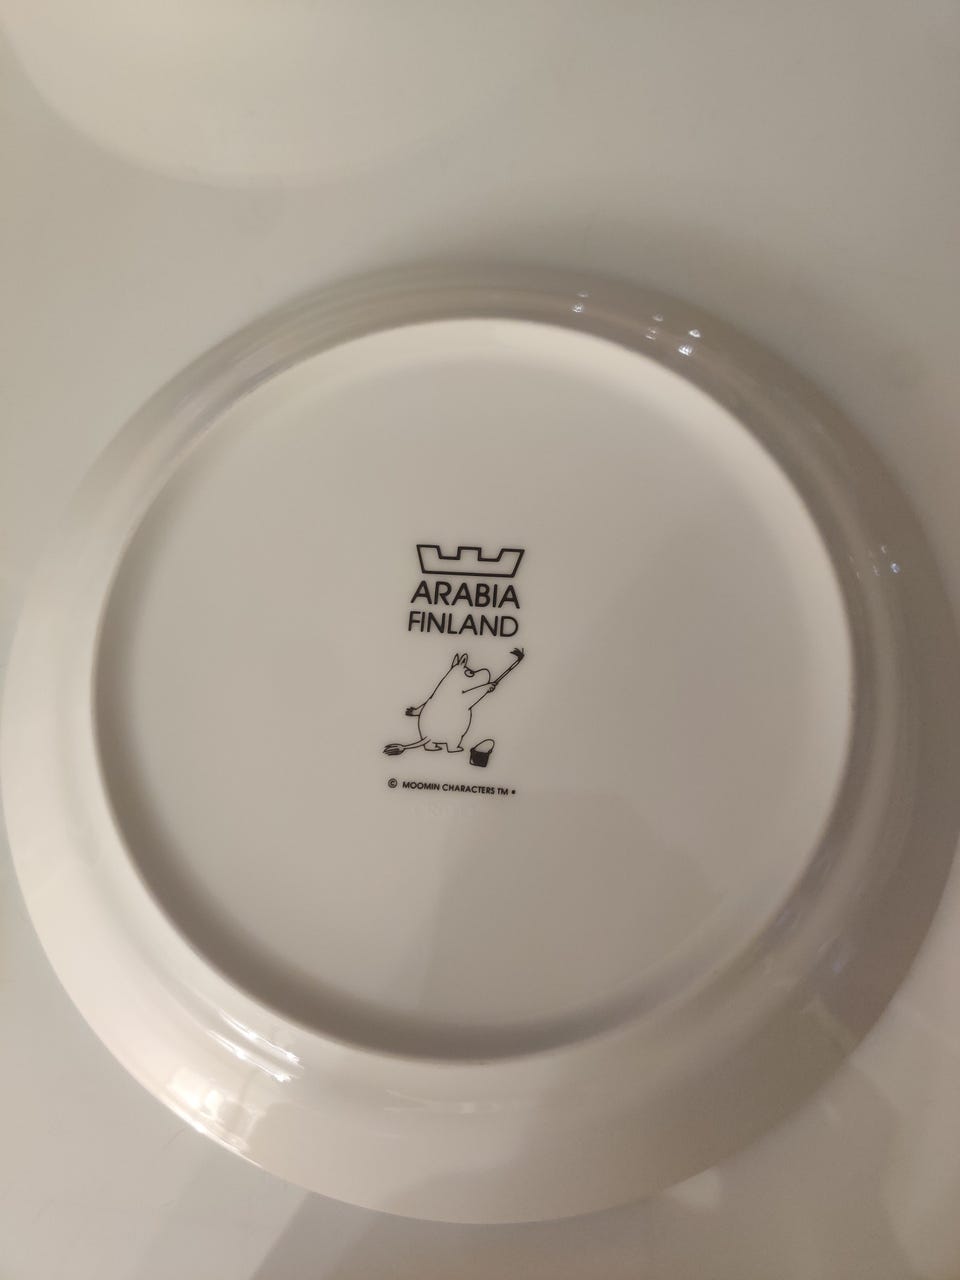 ARABIA
FINLAND
© MOOMIN CHARACTERS TM •